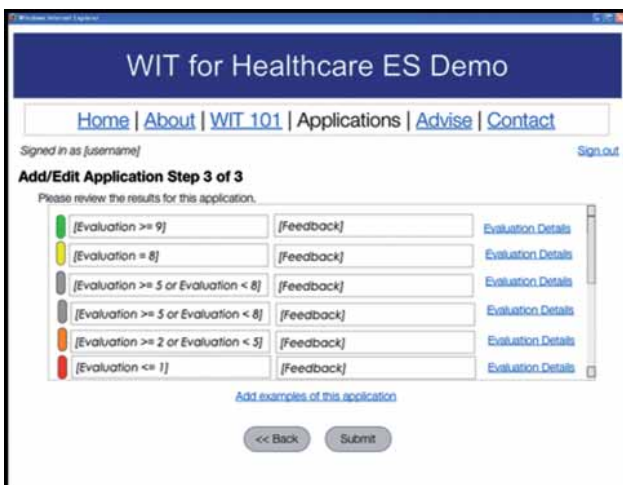 Windows Internet Explorer
WIT for Healthcare ES Demo
Home | About | WIT 101 | Applications | Advise | Contact
Signed in as [username] Sign out
Add/Edit Application Step 3 of 3
Please review the results for this application.
[Evaluation >= 9] [Feedback] Evaluation Details
[Evaluation = 8] [Feedback] Evaluation Details
[Evaluation >= 5 or Evaluation < 8] [Feedback] Evaluation Details
[Evaluation >= 5 or Evaluation < 8] [Feedback] Evaluation Details
[Evaluation >= 2 or Evaluation < 5] [Feedback] Evaluation Details
[Evaluation <= 1] [Feedback] Evaluation Details
Add examples of this application
<< Back Submit